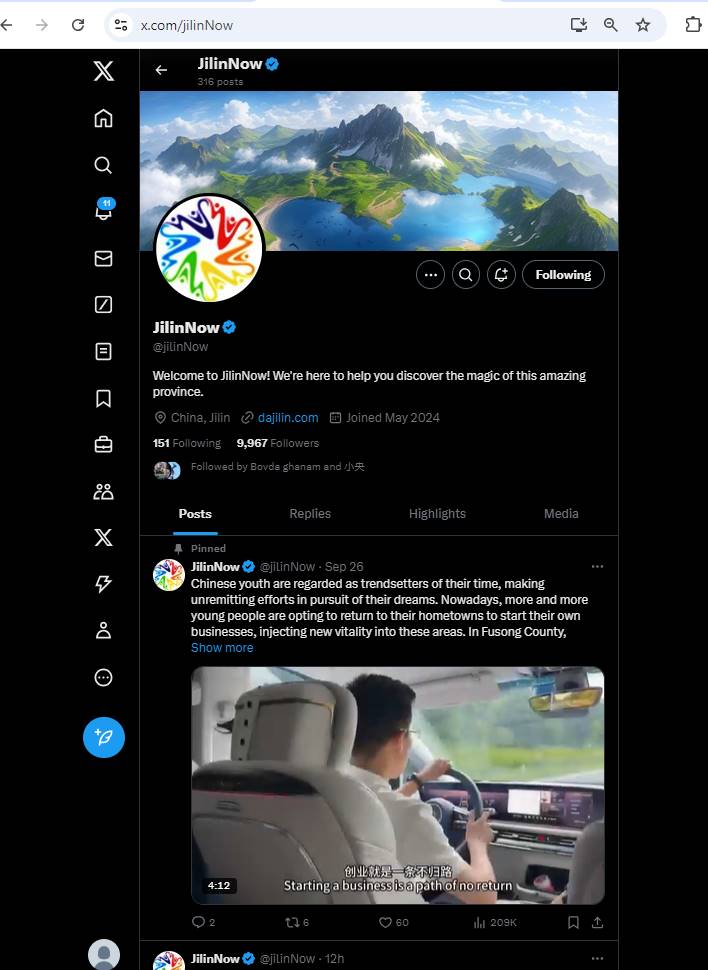 x.com/jilinNow
JilinNow
316 posts
11
Following
JilinNow
@jilinNow
Welcome to JilinNow! We're here to help you discover the magic of this amazing
province.
China, Jilin dajilin.com Joined May 2024
151 Following 9,967 Followers
Followed by Bovda ghanam and 小央
Posts Replies Highlights Media
Pinned
JilinNow @jilinNow · Sep 26
Chinese youth are regarded as trendsetters of their time, making
unremitting efforts in pursuit of their dreams. Nowadays, more and more
young people are opting to return to their hometowns to start their own
businesses, injecting new vitality into these areas. In Fusong County,
Show more
创业就是一条不归路
4:12 Starting a business is a path of no return
2 6 60 209K
JilinNow @jilinNow · 12h